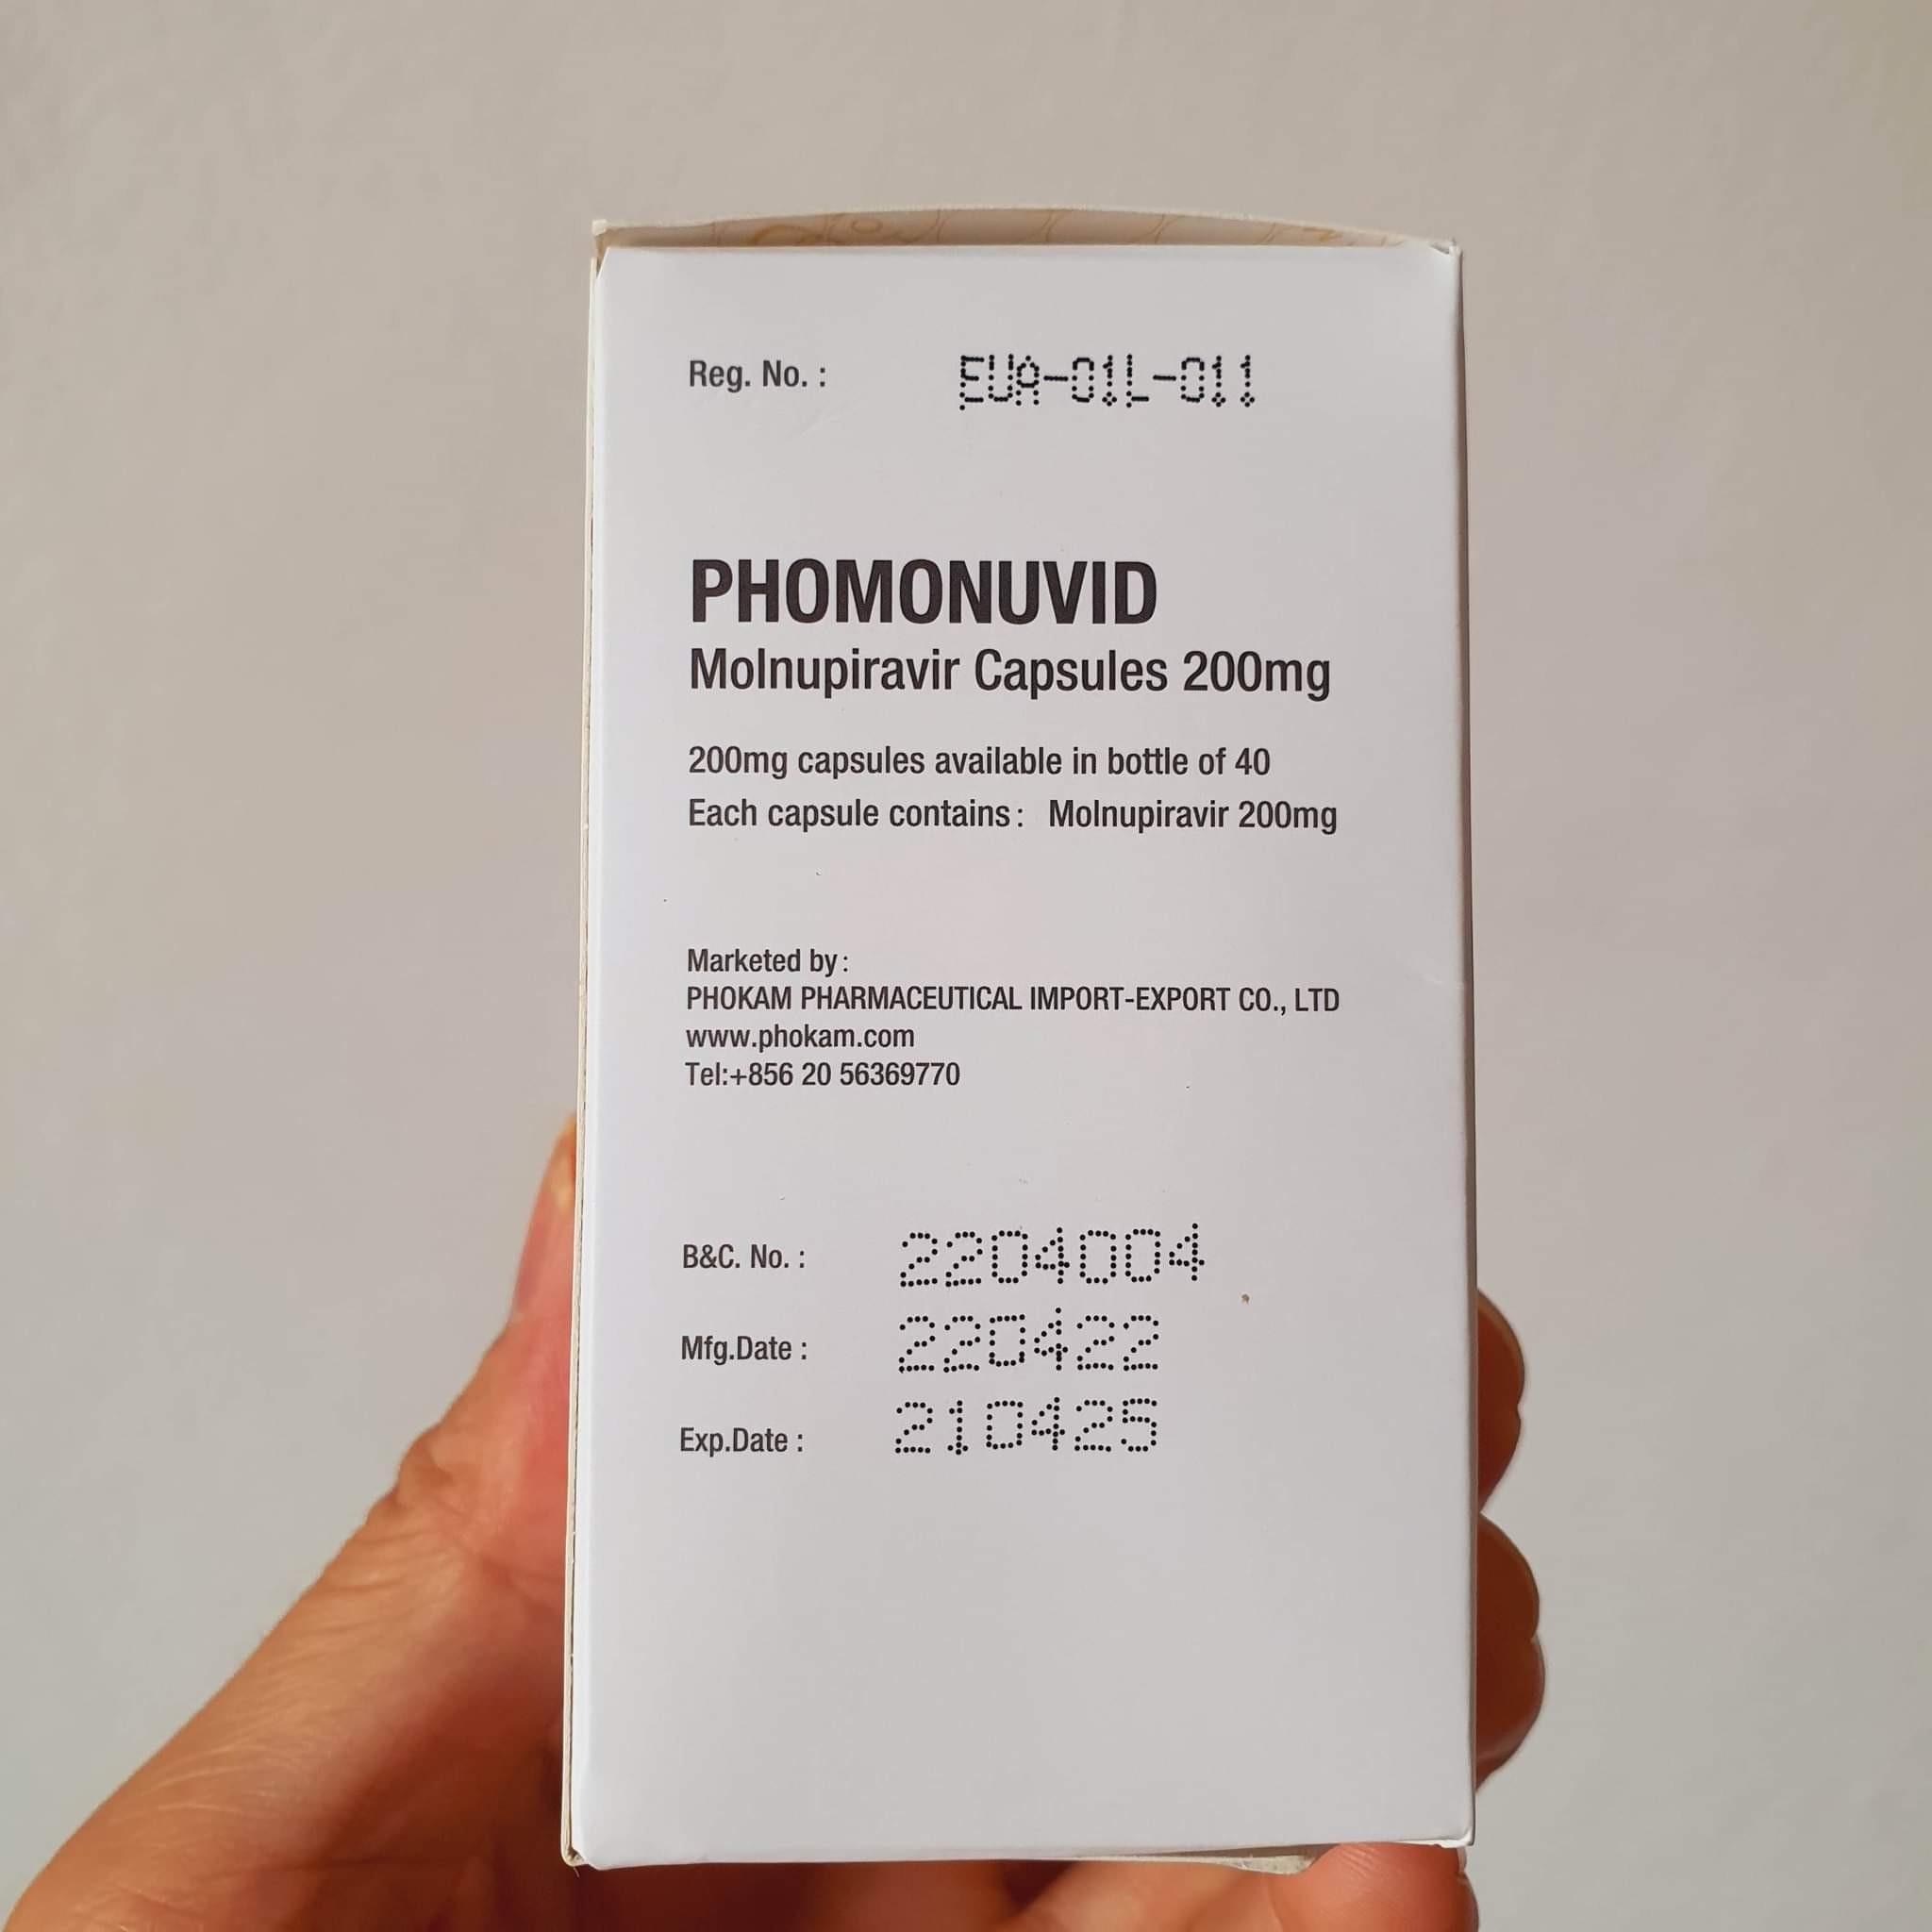 Reg. No. : EUA-01L-011
PHOMONUVID
Molnupiravir Capsules 200mg
200mg capsules available in bottle of 40
Each capsule contains: Molnupiravir 200mg
Marketed by:
PHOKAM PHARMACEUTICAL IMPORT-EXPORT CO., LTD
www.phokam.com
Tel:+856 20 56369770
B&C. No. : 2204004
Mfg.Date : 220422
Exp.Date : 210425